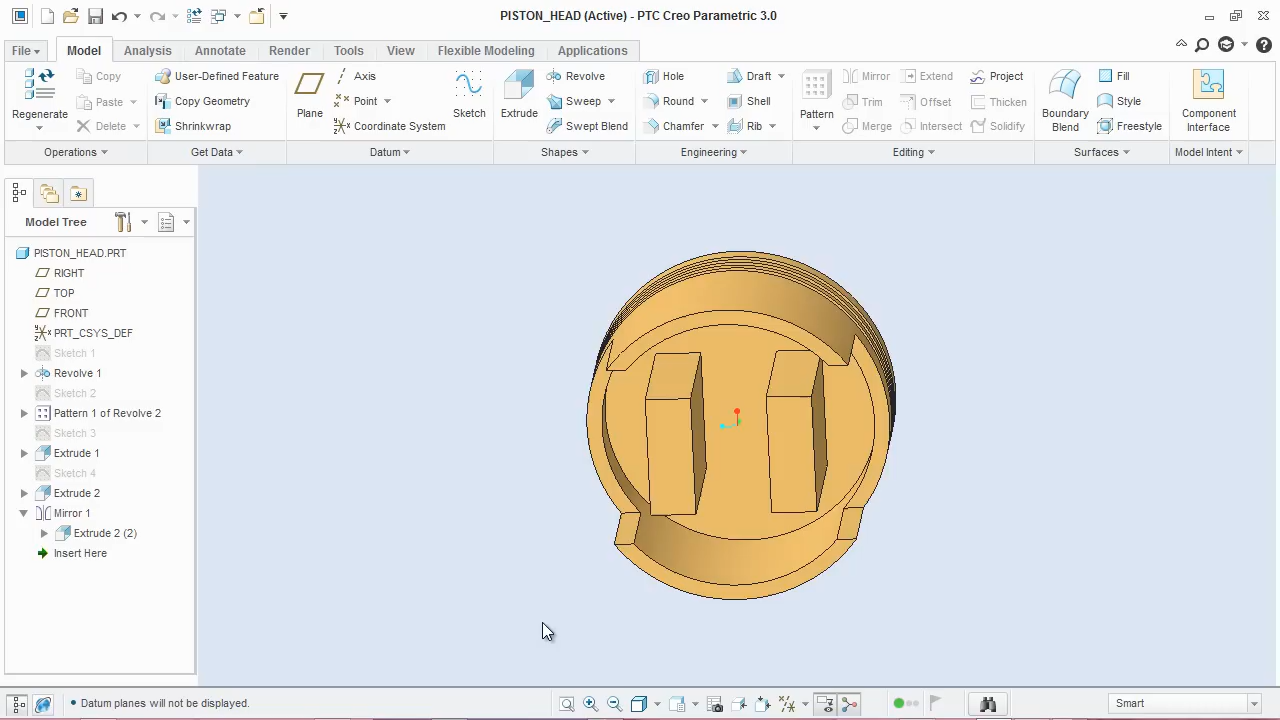 PISTON_HEAD (Active) - PTC Creo Parametric 3.0
File Model Analysis Annotate Render Tools View Flexible Modeling Applications
Regenerate
Copy
Paste
Delete
Operations
User-Defined Feature
Copy Geometry
Shrinkwrap
Get Data
Plane
Axis
Point
Coordinate System
Sketch
Datum
Extrude
Revolve
Sweep
Swept Blend
Shapes
Hole
Round
Chamfer
Draft
Shell
Rib
Engineering
Pattern
Mirror
Trim
Merge
Extend
Offset
Intersect
Project
Thicken
Solidify
Editing
Boundary
Blend
Fill
Style
Freestyle
Surfaces
Component
Interface
Model Intent
Model Tree
PISTON_HEAD.PRT
RIGHT
TOP
FRONT
PRT_CSYS_DEF
Sketch 1
Revolve 1
Sketch 2
Pattern 1 of Revolve 2
Sketch 3
Extrude 1
Sketch 4
Extrude 2
Mirror 1
Extrude 2 (2)
Insert Here
• Datum planes will not be displayed.
Smart